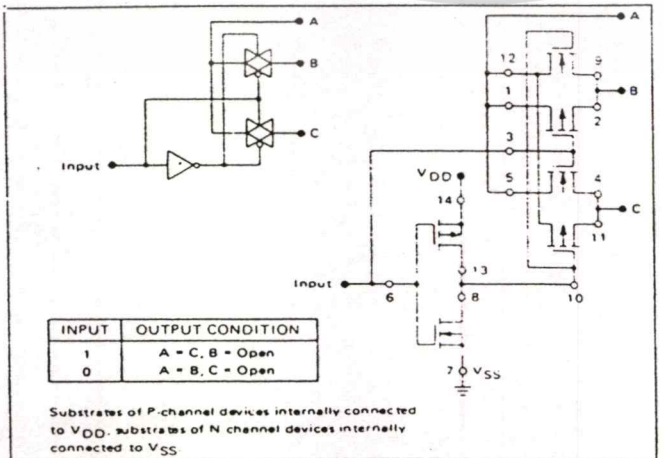 A
B
C
Input
A
12
9
B
1
2
3
5
4
C
11
VDD
14
13
Input
6
8
10
7 VSS
INPUT OUTPUT CONDITION
1 A = C, B = Open
0 A = B, C = Open
Substrates of P-channel devices internally connected
to VDD, substrates of N channel devices internally
connected to VSS.